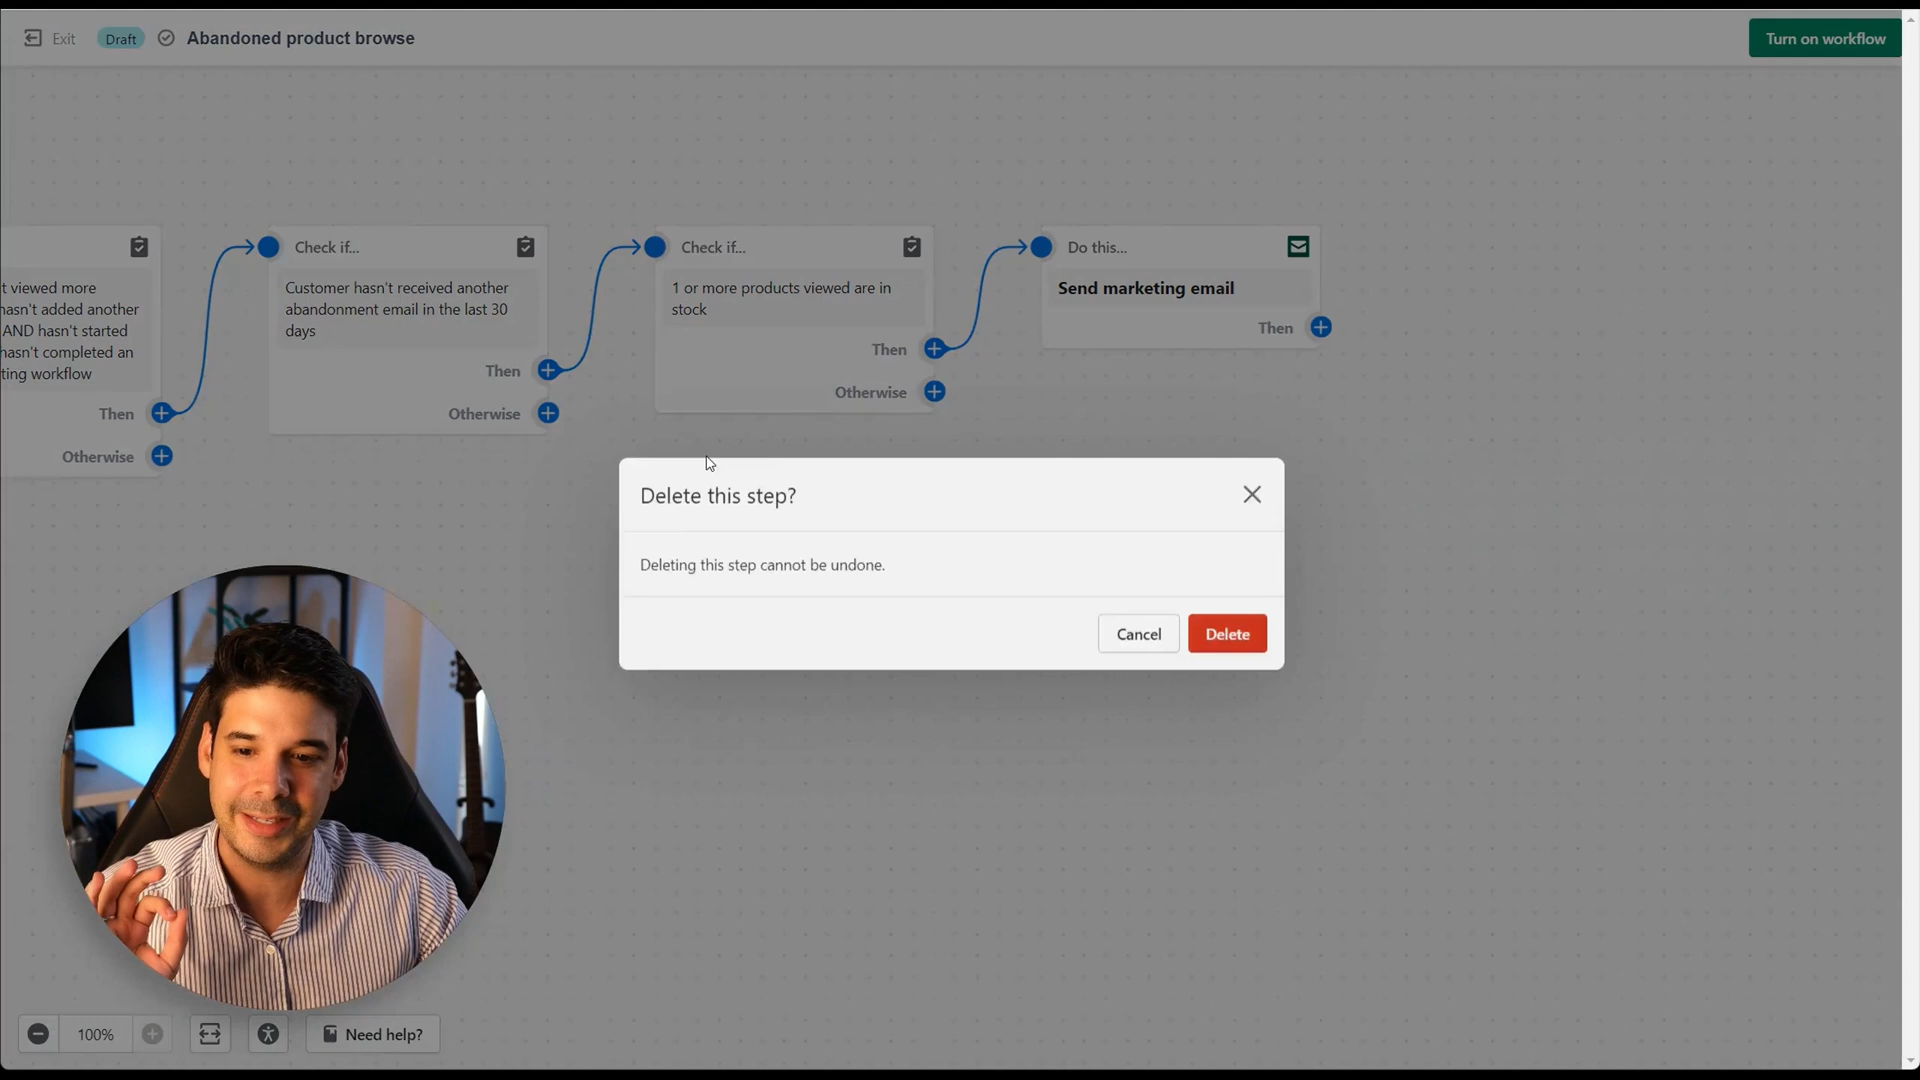 Exit
Draft
Abandoned product browse
Turn on workflow
t viewed more
hasn't added another
AND hasn't started
hasn't completed an
ting workflow
Then
Otherwise
Check if...
Customer hasn't received another
abandonment email in the last 30
days
Then
Otherwise
Check if...
1 or more products viewed are in
stock
Then
Otherwise
Do this...
Send marketing email
Then
Delete this step?
Deleting this step cannot be undone.
Cancel
Delete
100%
Need help?